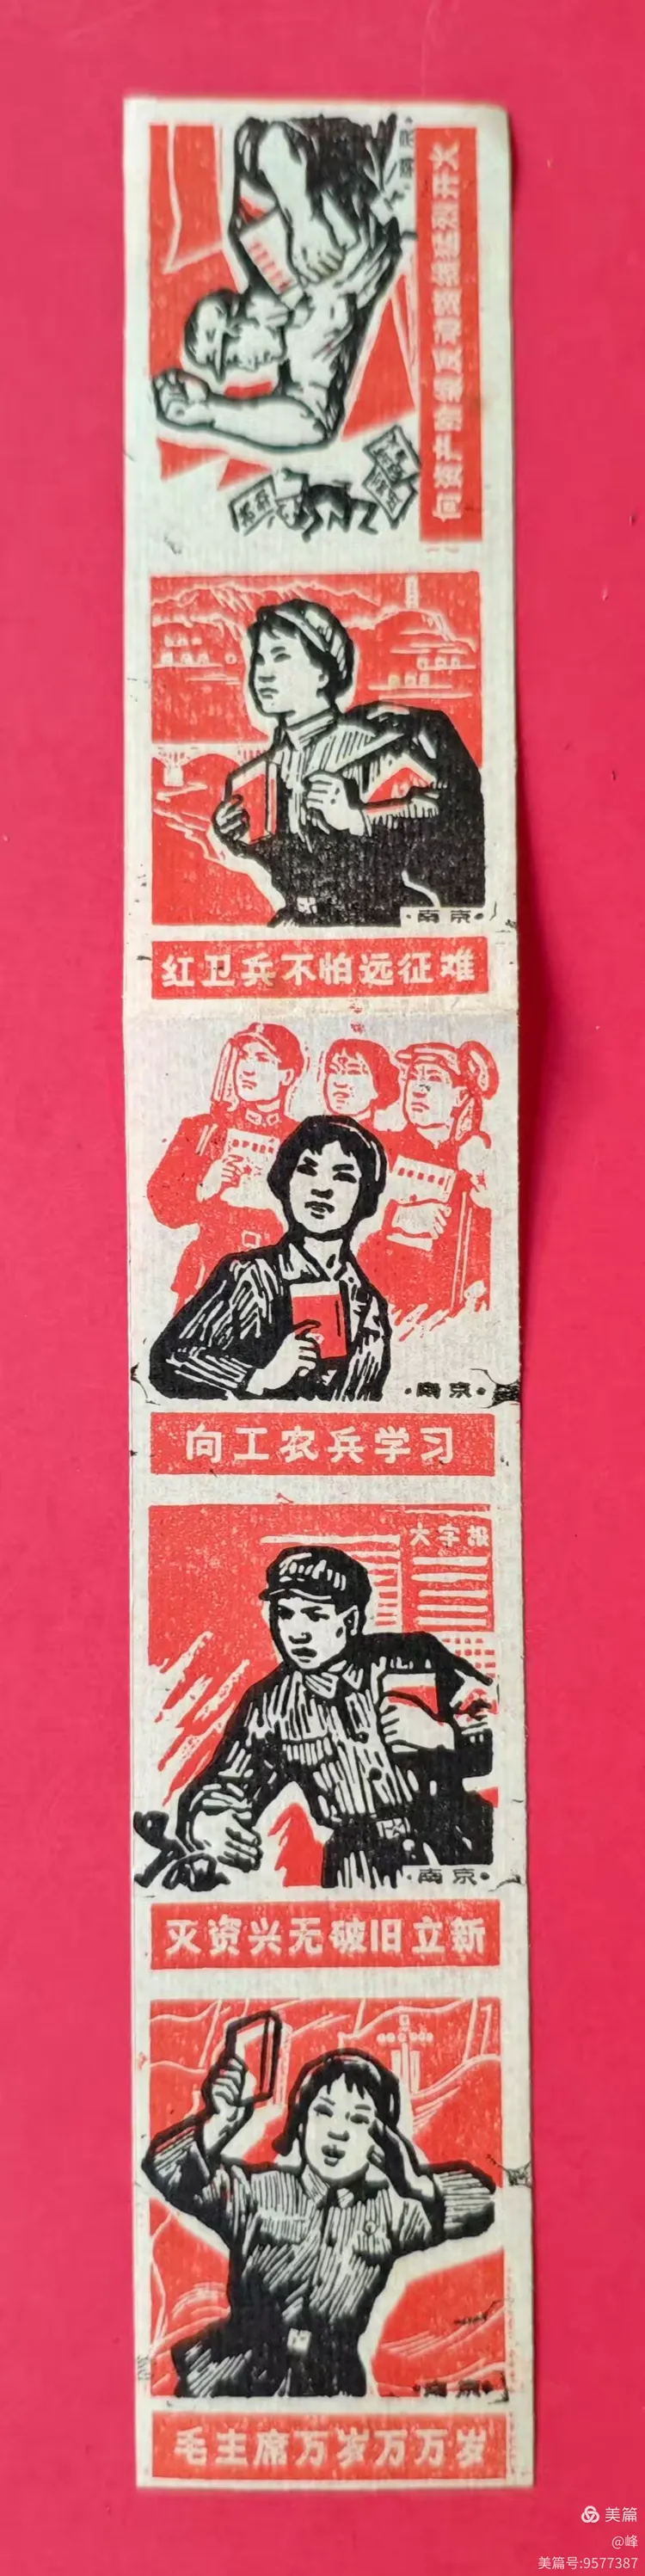 向资产阶级反动路线猛烈开火
南京
·南京·
红卫兵不怕远征难
·南京·
向工农兵学习
大字报
·南京·
灭资兴无破旧立新
·南京·
毛主席万岁万万岁
美篇
@峰
美篇号:9577387